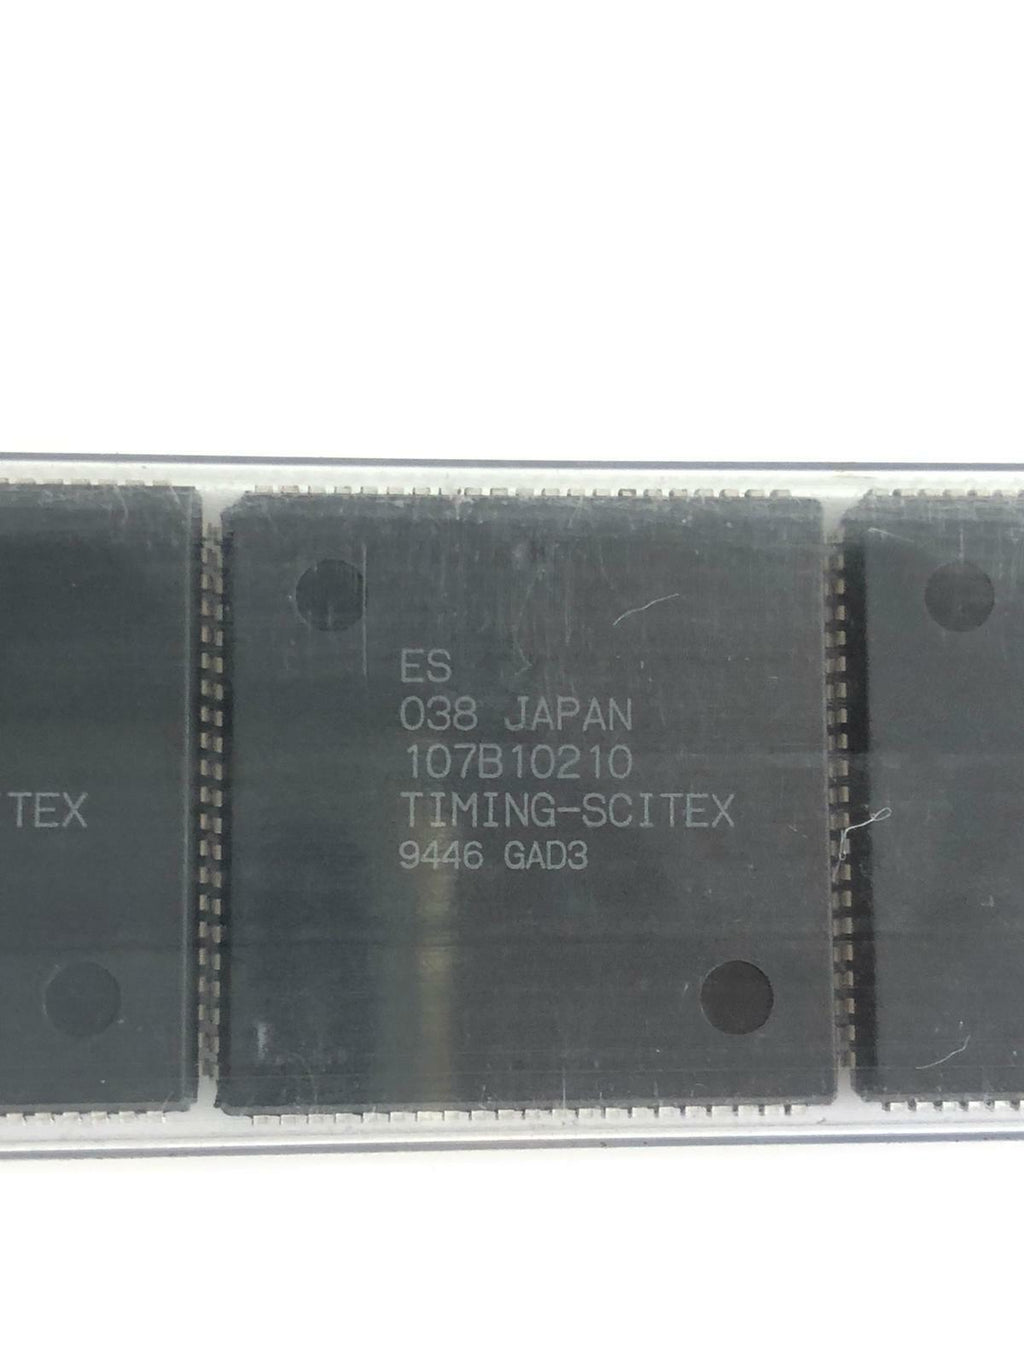 ES
038 JAPAN
107B10210
TIMING-SCITEX
9446 GAD3
TEX